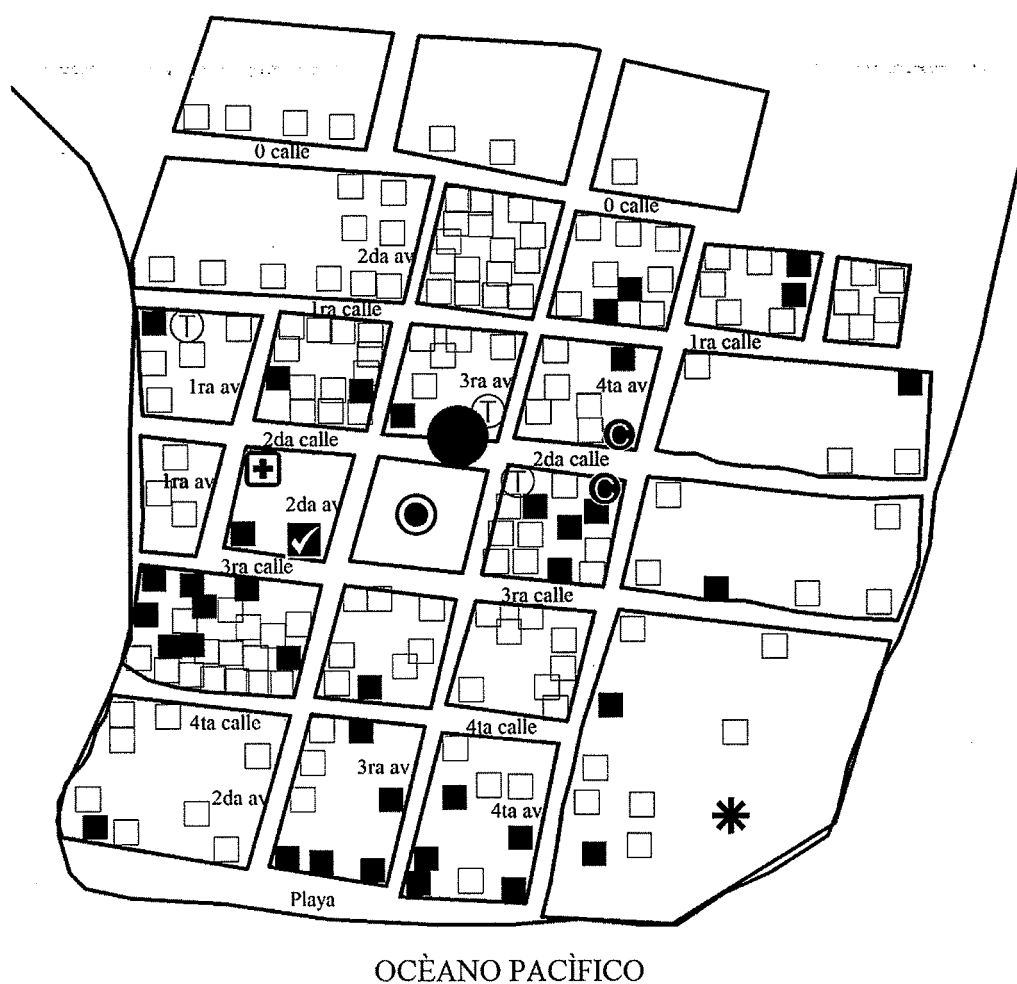 0 calle
0 calle
2da av
1ra calle
1ra calle
T
1ra av
3ra av
4ta av
T
C
2da calle
2da calle
T
C
1ra av
2da av
3ra calle
3ra calle
4ta calle
4ta calle
3ra av
2da av
4ta av
Playa
OCÈANO PACÌFICO